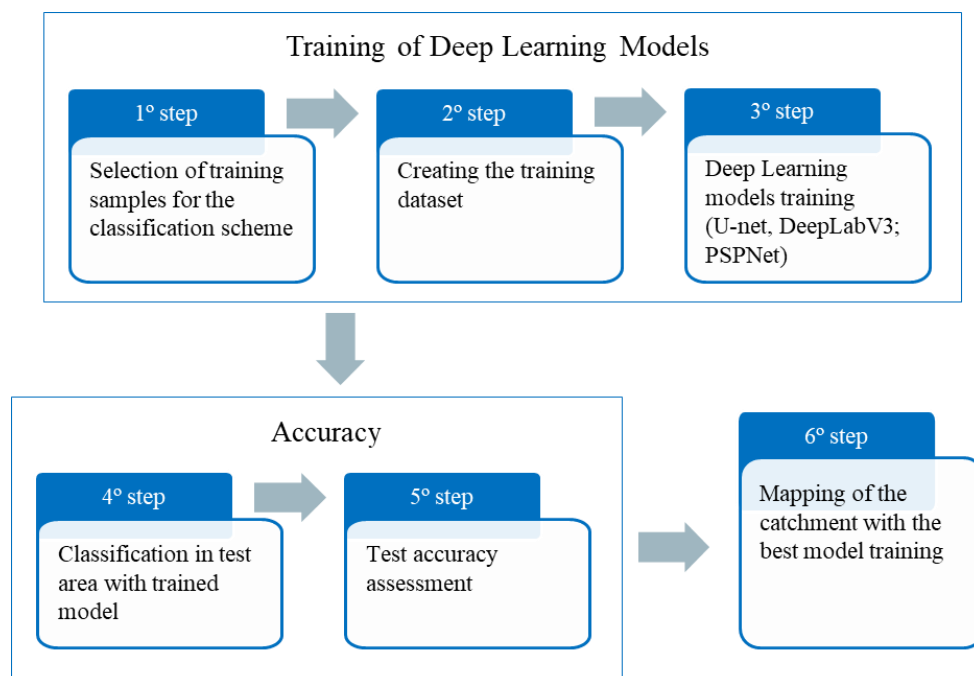 Training of Deep Learning Models
1º step
Selection of training
samples for the
classification scheme
2º step
Creating the training
dataset
3º step
Deep Learning
models training
(U-net, DeepLabV3;
PSPNet)
Accuracy
4º step
Classification in test
area with trained
model
5º step
Test accuracy
assessment
6º step
Mapping of the
catchment with the
best model training